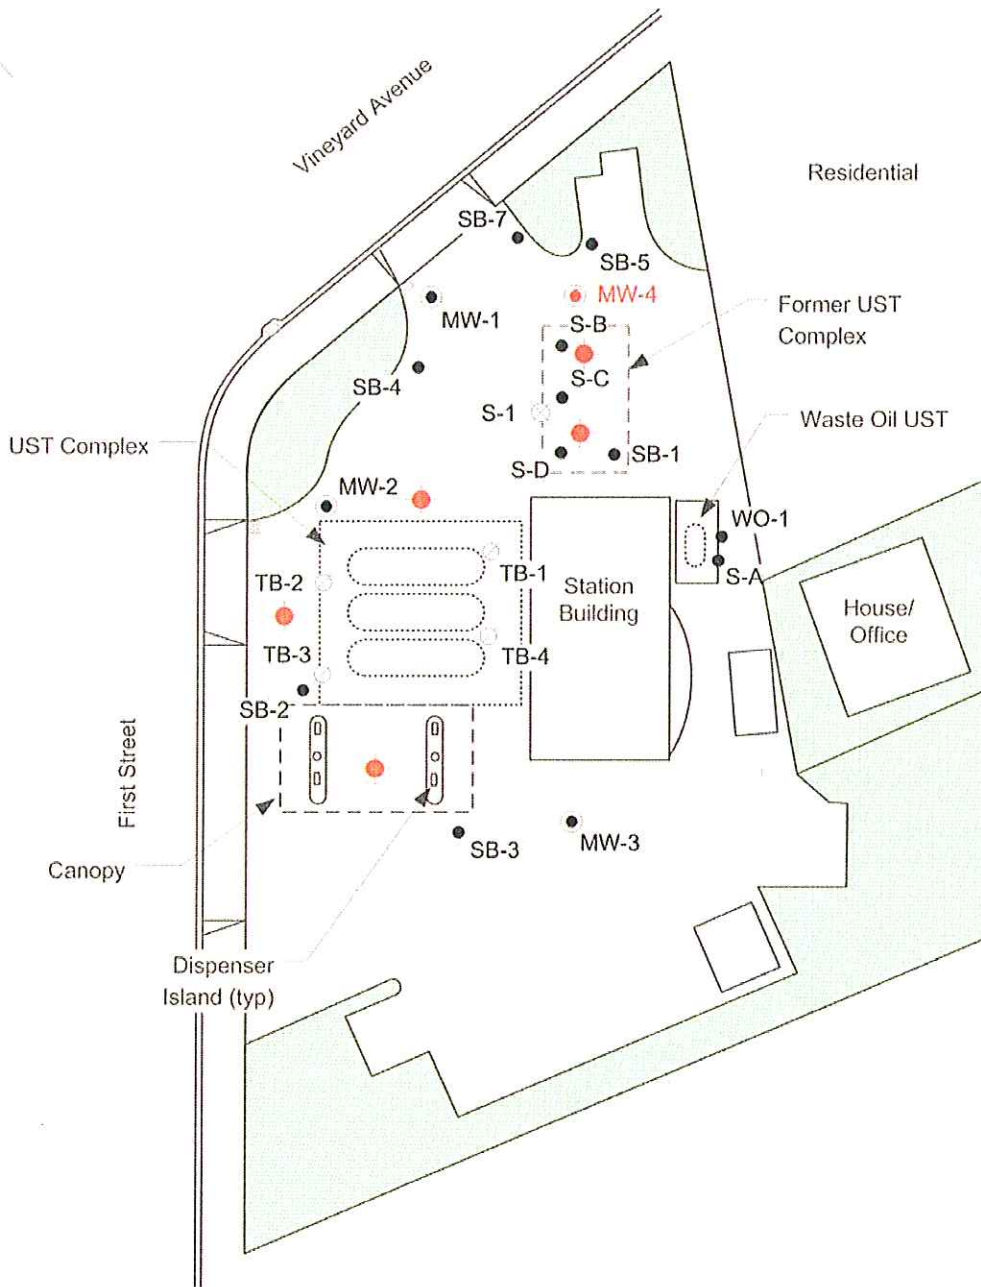 Vineyard Avenue
Residential
SB-7
SB-5
MW-4
MW-1
S-B
Former UST
Complex
SB-4
S-C
S-1
Waste Oil UST
UST Complex
S-D
SB-1
MW-2
WO-1
TB-1
S-A
TB-2
Station
Building
House/
Office
TB-3
TB-4
SB-2
First Street
SB-3
MW-3
Canopy
Dispenser
Island (typ)